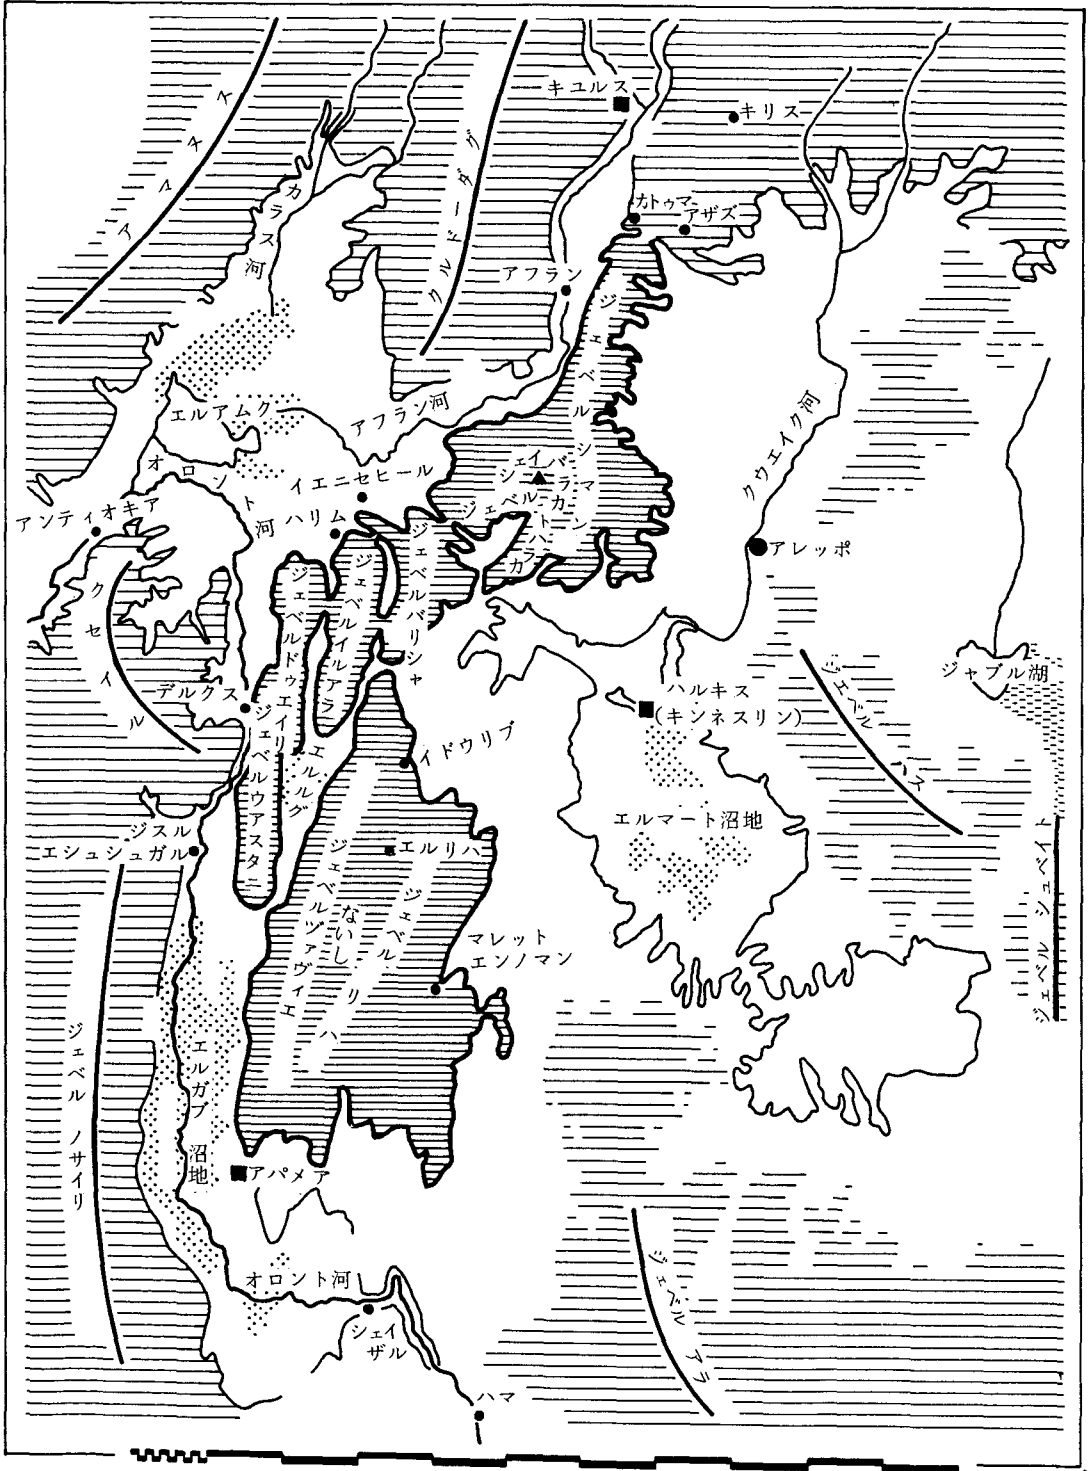 アマヌス
カラス河
クルド＝ダグ
キュルス
キリス
カトゥマ
アザズ
アフラン
ジェベル シマーン
エルアムク
アフラン河
オロント河
イエニセヒール
ハリム
アンティオキア
クセイル
ジェベル
シェイ
バラカト
ジェベルバリシャ
ジェベルイルアラ
ジェベルドゥエイリ
クウェイク河
アレッポ
ジャブル湖
ハルキス
(キンネスリン)
ジェベル ハス
デルクス
ジェベルウアスタニ
エルルグ
イドウリブ
エルマート沼地
ジスル
エシュシュガル
エルリハ
ジェベルヅァヴィエ
ないし
ジェベル リハ
マレット
エンノマン
ジェベル シュベイト
ジェベル ノサイリ
エルガブ 沼地
アパメア
オロント河
シェイ
ザル
ハマ
ジェベル アラ